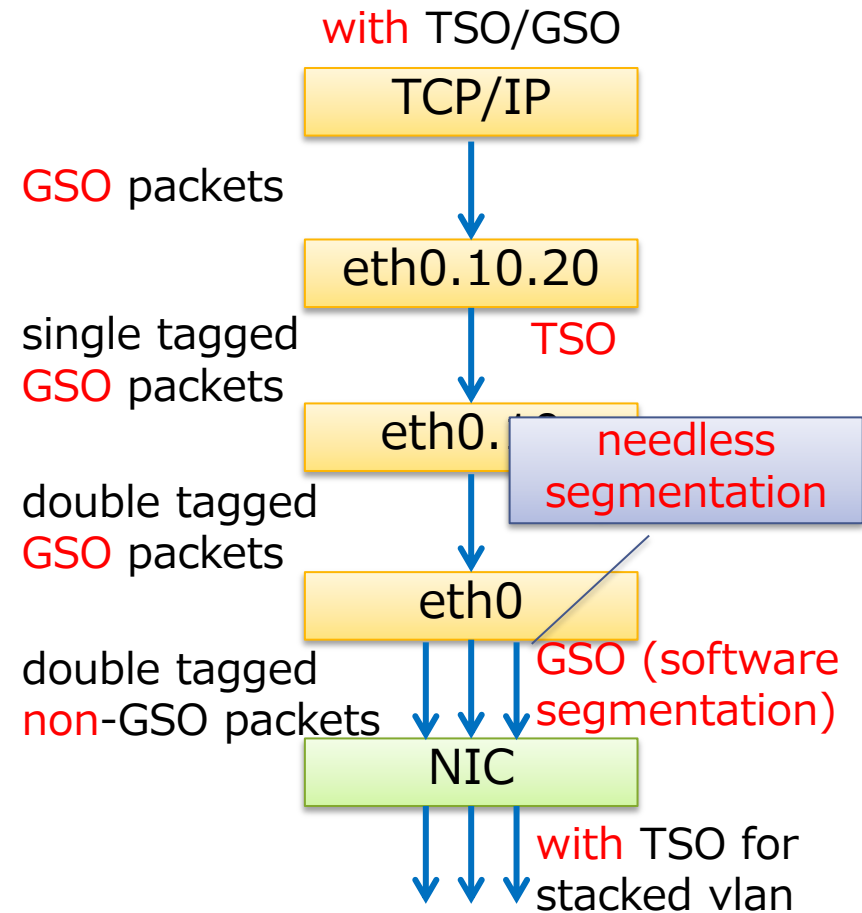 with TSO/GSO
TCP/IP
GSO packets
eth0.10.20
single tagged
GSO packets
TSO
needless
segmentation
double tagged
GSO packets
eth0
double tagged
non-GSO packets
GSO (software
segmentation)
NIC
with TSO for
stacked vlan